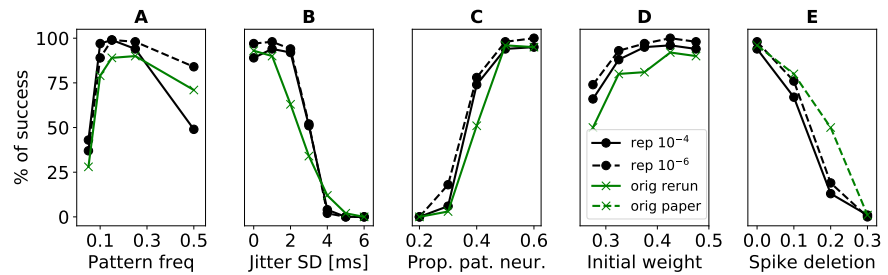 A B C D E
100
75
50
25
0
% of success
0.1 0.3 0.5
0 2 4 6
0.2 0.4 0.6
0.3 0.4 0.5
0.0 0.1 0.2 0.3
Pattern freq
Jitter SD [ms]
Prop. pat. neur.
Initial weight
Spike deletion
rep 10⁻⁴
rep 10⁻⁶
orig rerun
orig paper